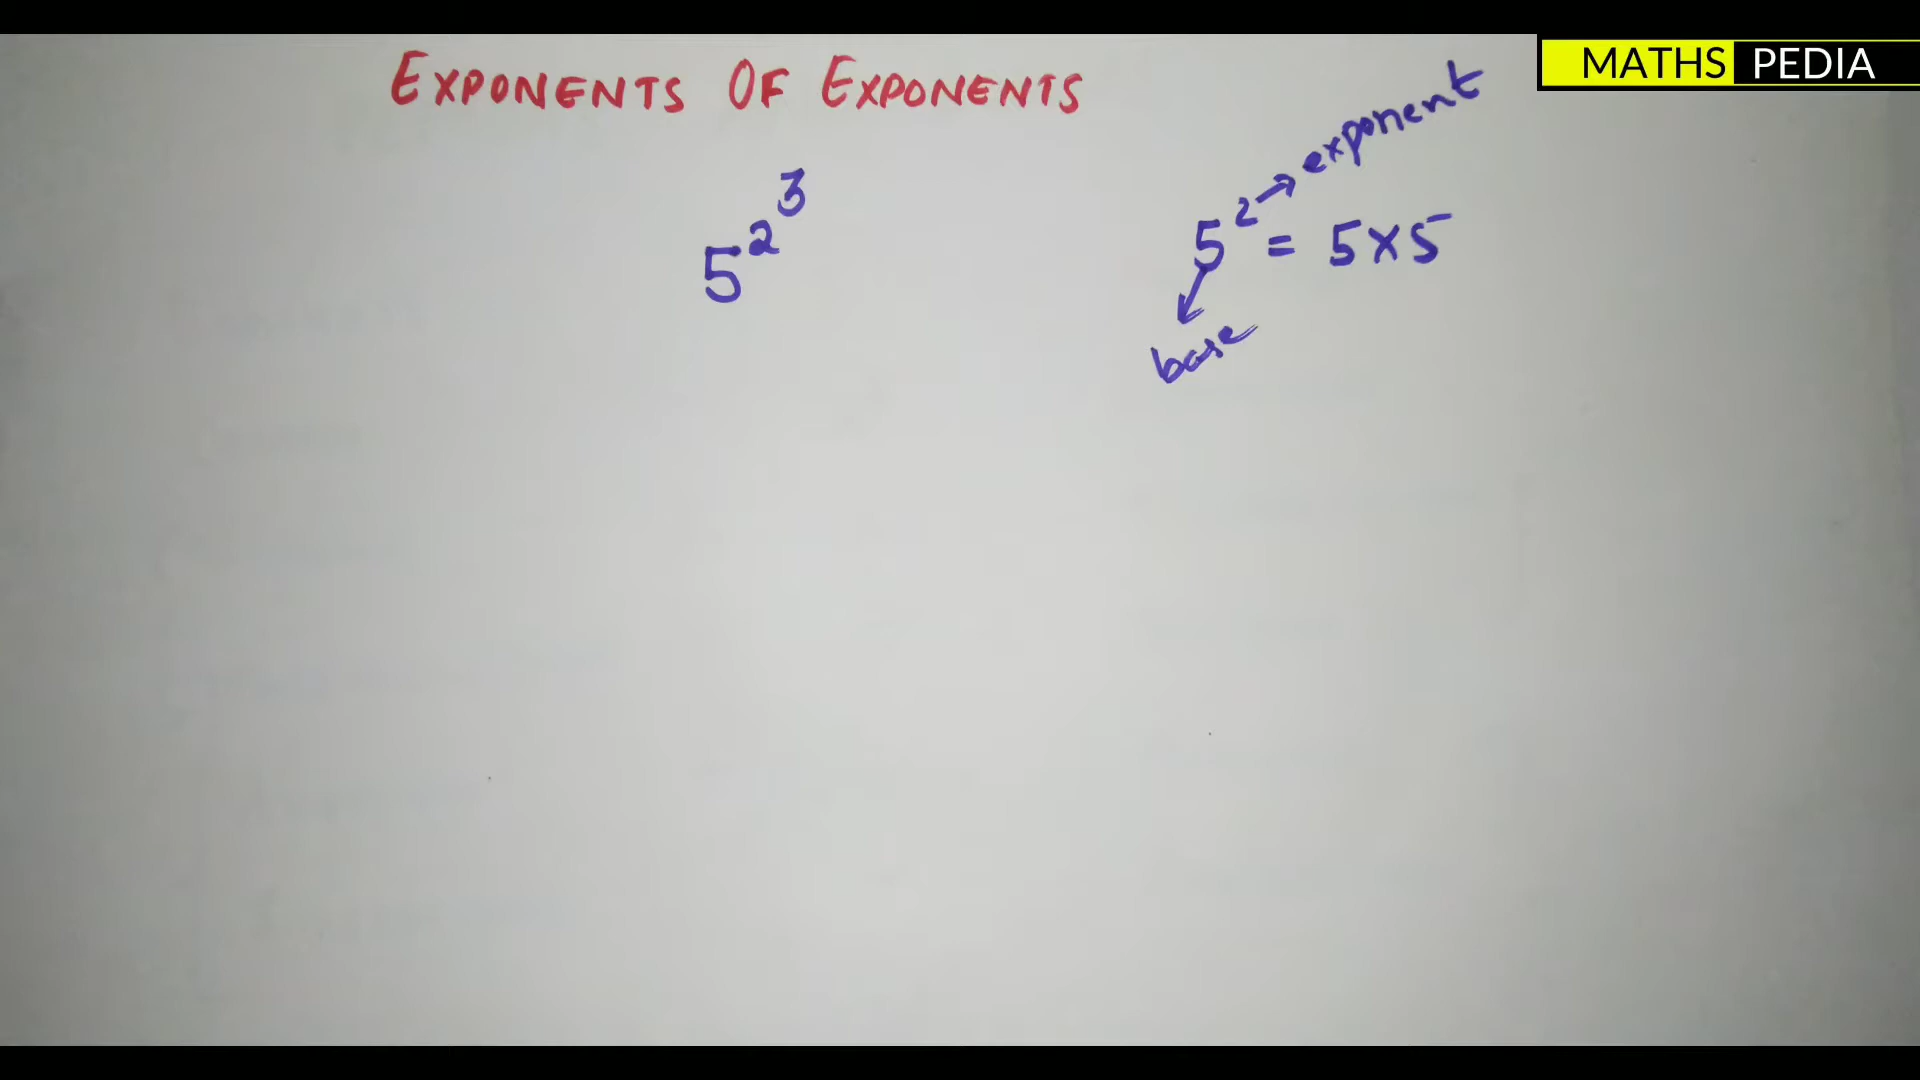 MATHS PEDIA
EXPONENTS OF EXPONENTS
5^2^3
5^2 → exponent
= 5×5
base